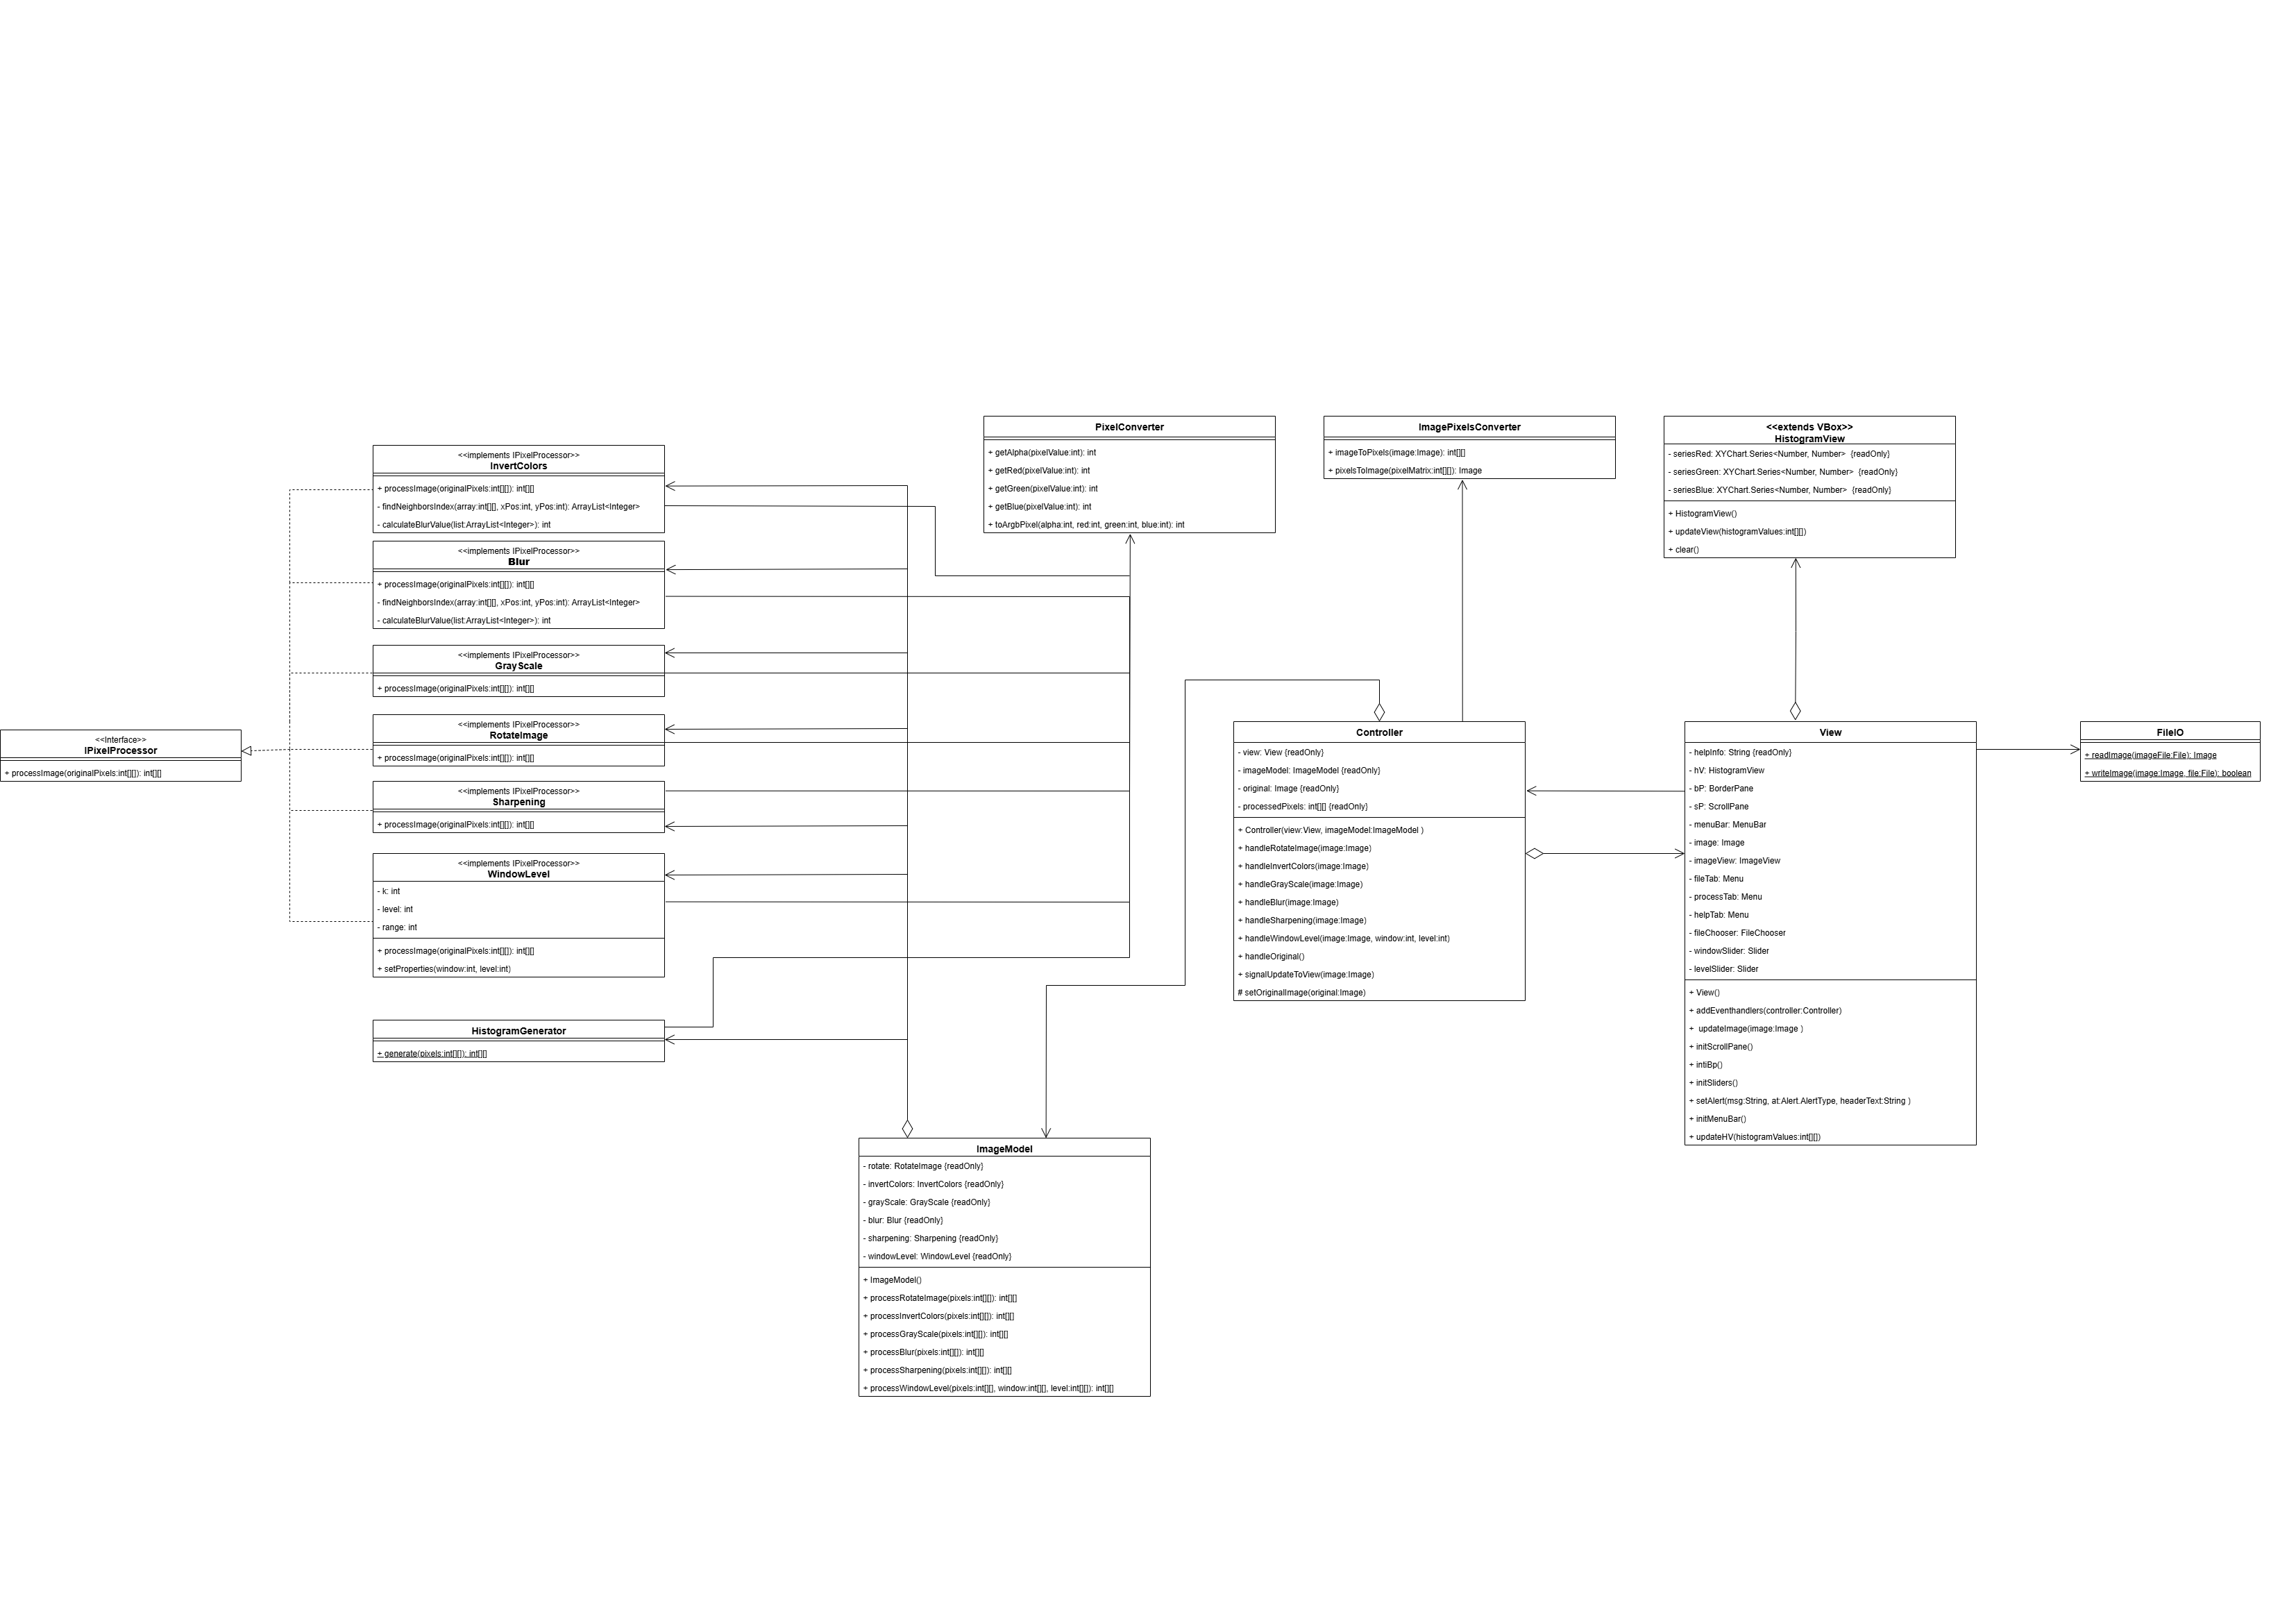 <<Interface>>
IPixelProcessor
+ processImage(originalPixels:int[][]): int[][]
<<implements IPixelProcessor>>
InvertColors
+ processImage(originalPixels:int[][]): int[][]
- findNeighborsIndex(array:int[][], xPos:int, yPos:int): ArrayList<Integer>
- calculateBlurValue(list:ArrayList<Integer>): int
<<implements IPixelProcessor>>
Blur
+ processImage(originalPixels:int[][]): int[][]
- findNeighborsIndex(array:int[][], xPos:int, yPos:int): ArrayList<Integer>
- calculateBlurValue(list:ArrayList<Integer>): int
<<implements IPixelProcessor>>
GrayScale
+ processImage(originalPixels:int[][]): int[][]
<<implements IPixelProcessor>>
RotateImage
+ processImage(originalPixels:int[][]): int[][]
<<implements IPixelProcessor>>
Sharpening
+ processImage(originalPixels:int[][]): int[][]
<<implements IPixelProcessor>>
WindowLevel
- k: int
- level: int
- range: int
+ processImage(originalPixels:int[][]): int[][]
+ setProperties(window:int, level:int)
HistogramGenerator
+ generate(pixels:int[][]): int[][]
PixelConverter
+ getAlpha(pixelValue:int): int
+ getRed(pixelValue:int): int
+ getGreen(pixelValue:int): int
+ getBlue(pixelValue:int): int
+ toArgbPixel(alpha:int, red:int, green:int, blue:int): int
ImagePixelsConverter
+ imageToPixels(image:Image): int[][]
+ pixelsToImage(pixelMatrix:int[][]): Image
<<extends VBox>>
HistogramView
- seriesRed: XYChart.Series<Number, Number> {readOnly}
- seriesGreen: XYChart.Series<Number, Number> {readOnly}
- seriesBlue: XYChart.Series<Number, Number> {readOnly}
+ HistogramView()
+ updateView(histogramValues:int[][])
+ clear()
Controller
- view: View {readOnly}
- imageModel: ImageModel {readOnly}
- original: Image {readOnly}
- processedPixels: int[][] {readOnly}
+ Controller(view:View, imageModel:ImageModel )
+ handleRotateImage(image:Image)
+ handleInvertColors(image:Image)
+ handleGrayScale(image:Image)
+ handleBlur(image:Image)
+ handleSharpening(image:Image)
+ handleWindowLevel(image:Image, window:int, level:int)
+ handleOriginal()
+ signalUpdateToView(image:Image)
# setOriginalImage(original:Image)
View
- helpInfo: String {readOnly}
- hV: HistogramView
- bP: BorderPane
- sP: ScrollPane
- menuBar: MenuBar
- image: Image
- imageView: ImageView
- fileTab: Menu
- processTab: Menu
- helpTab: Menu
- fileChooser: FileChooser
- windowSlider: Slider
- levelSlider: Slider
+ View()
+ addEventhandlers(controller:Controller)
+ updateImage(image:Image )
+ initScrollPane()
+ intiBp()
+ initSliders()
+ setAlert(msg:String, at:Alert.AlertType, headerText:String )
+ initMenuBar()
+ updateHV(histogramValues:int[][])
FileIO
+ readImage(imageFile:File): Image
+ writeImage(image:Image, file:File): boolean
ImageModel
- rotate: RotateImage {readOnly}
- invertColors: InvertColors {readOnly}
- grayScale: GrayScale {readOnly}
- blur: Blur {readOnly}
- sharpening: Sharpening {readOnly}
- windowLevel: WindowLevel {readOnly}
+ ImageModel()
+ processRotateImage(pixels:int[][]): int[][]
+ processInvertColors(pixels:int[][]): int[][]
+ processGrayScale(pixels:int[][]): int[][]
+ processBlur(pixels:int[][]): int[][]
+ processSharpening(pixels:int[][]): int[][]
+ processWindowLevel(pixels:int[][], window:int[][], level:int[][]): int[][]